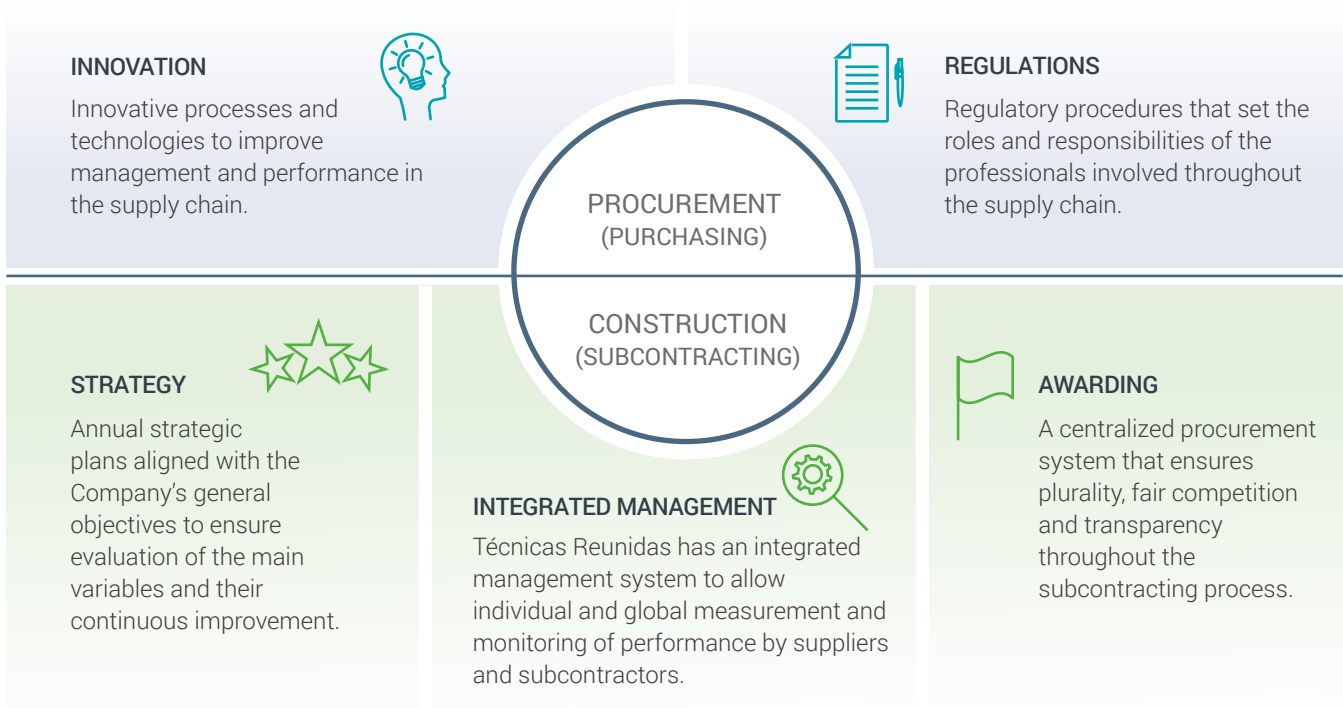 INNOVATION
Innovative processes and
technologies to improve
management and performance in
the supply chain.
REGULATIONS
Regulatory procedures that set the
roles and responsibilities of the
professionals involved throughout
the supply chain.
PROCUREMENT
(PURCHASING)
CONSTRUCTION
(SUBCONTRACTING)
STRATEGY
Annual strategic
plans aligned with the
Company's general
objectives to ensure
evaluation of the main
variables and their
continuous improvement.
INTEGRATED MANAGEMENT
Técnicas Reunidas has an integrated
management system to allow
individual and global measurement and
monitoring of performance by suppliers
and subcontractors.
AWARDING
A centralized procurement
system that ensures
plurality, fair competition
and transparency
throughout the
subcontracting process.